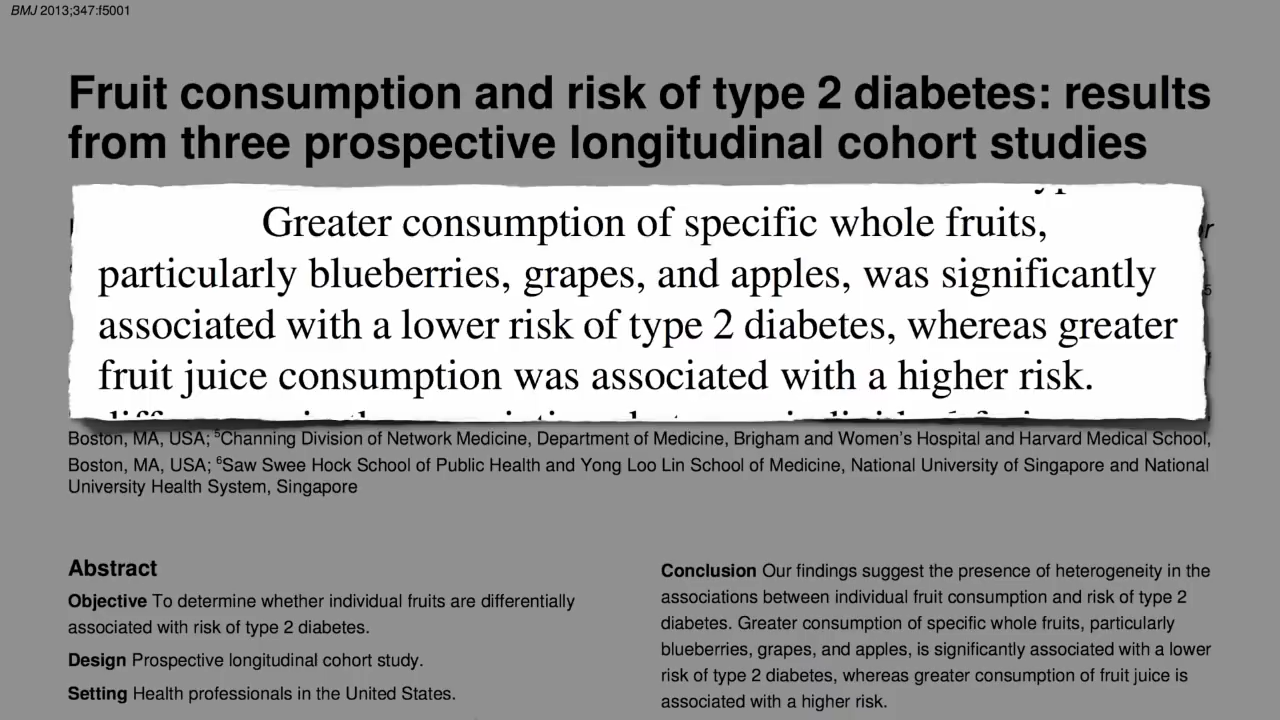 BMJ 2013;347:f5001
Fruit consumption and risk of type 2 diabetes: results
from three prospective longitudinal cohort studies
Greater consumption of specific whole fruits,
particularly blueberries, grapes, and apples, was significantly
associated with a lower risk of type 2 diabetes, whereas greater
fruit juice consumption was associated with a higher risk.
Boston, MA, USA; ⁵Channing Division of Network Medicine, Department of Medicine, Brigham and Women's Hospital and Harvard Medical School,
Boston, MA, USA; ⁶Saw Swee Hock School of Public Health and Yong Loo Lin School of Medicine, National University of Singapore and National
University Health System, Singapore
Abstract
Objective To determine whether individual fruits are differentially
associated with risk of type 2 diabetes.
Design Prospective longitudinal cohort study.
Setting Health professionals in the United States.
Conclusion Our findings suggest the presence of heterogeneity in the
associations between individual fruit consumption and risk of type 2
diabetes. Greater consumption of specific whole fruits, particularly
blueberries, grapes, and apples, is significantly associated with a lower
risk of type 2 diabetes, whereas greater consumption of fruit juice is
associated with a higher risk.